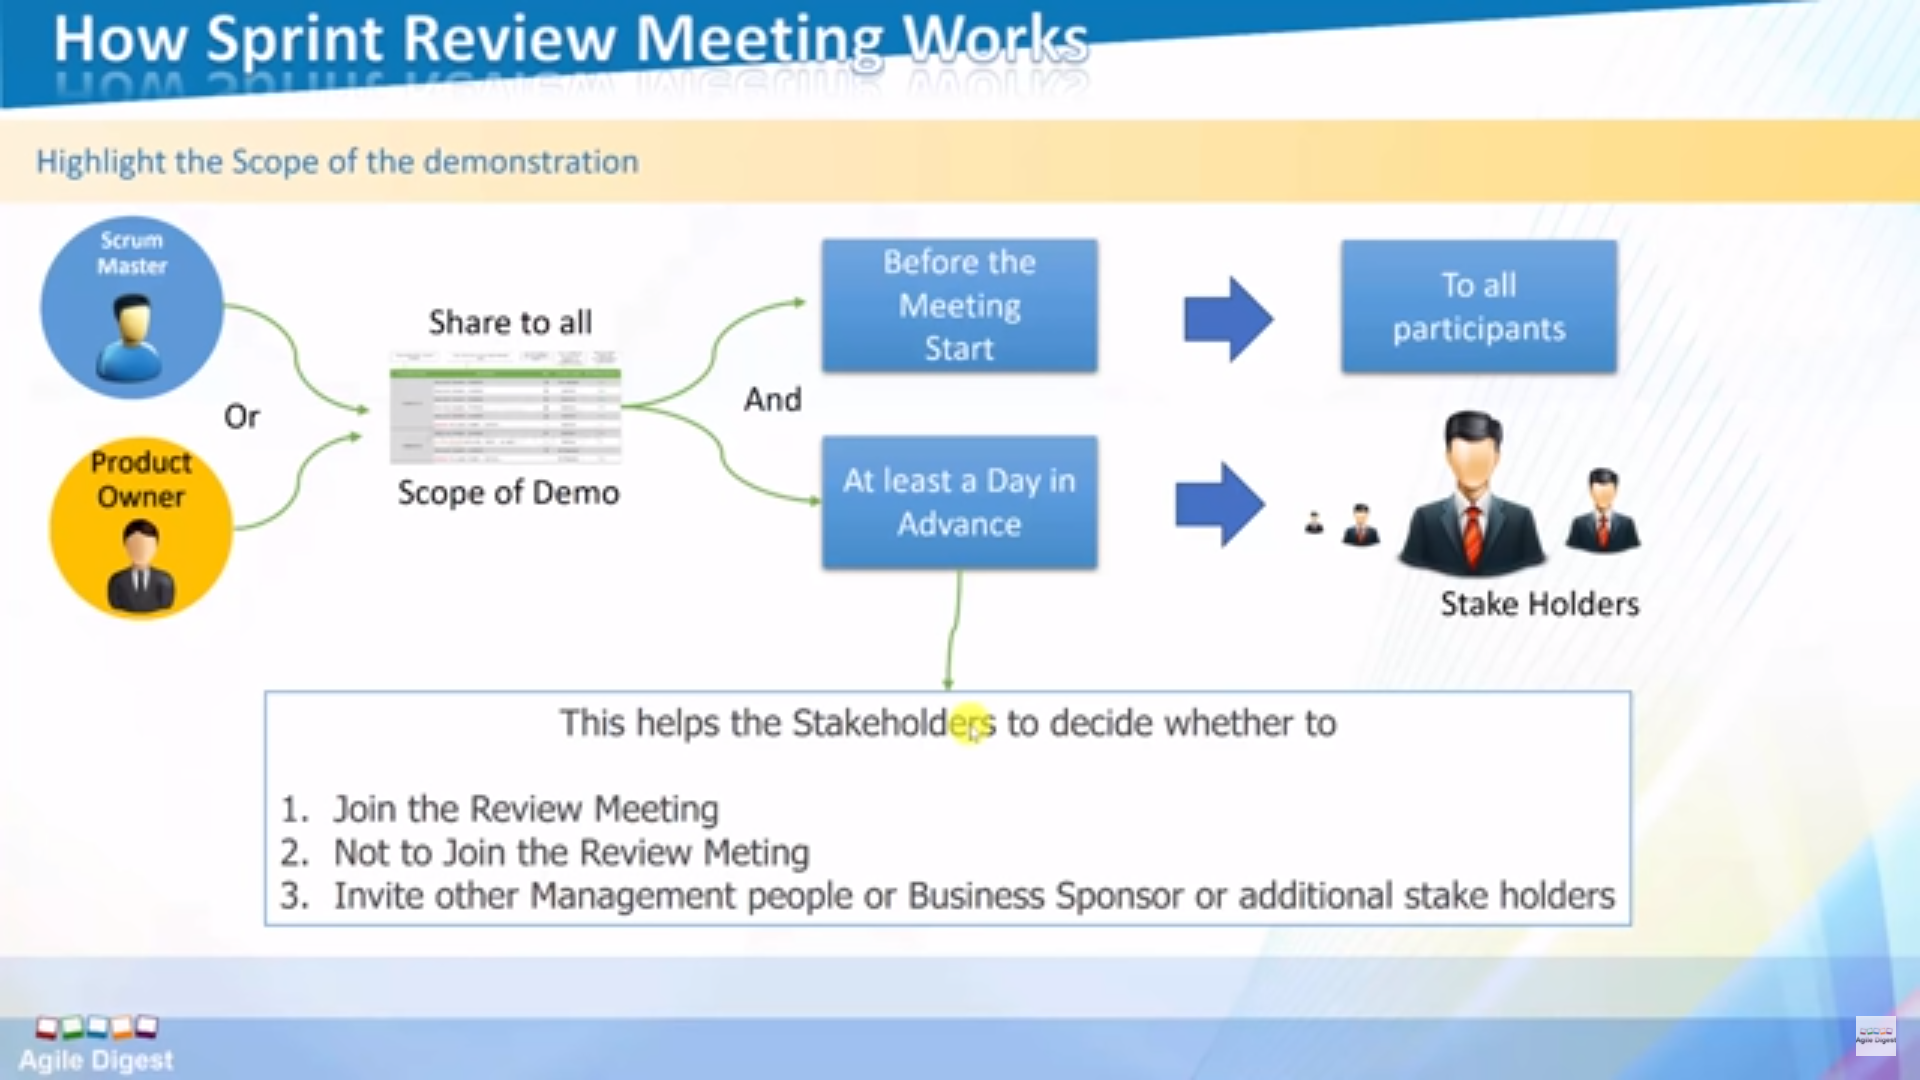 How Sprint Review Meeting Works
Highlight the Scope of the demonstration
Scrum
Master
Or
Product
Owner
Share to all
Scope of Demo
And
Before the
Meeting
Start
To all
participants
At least a Day in
Advance
Stake Holders
This helps the Stakeholders to decide whether to
1. Join the Review Meeting
2. Not to Join the Review Meting
3. Invite other Management people or Business Sponsor or additional stake holders
Agile Digest
Agile Digest